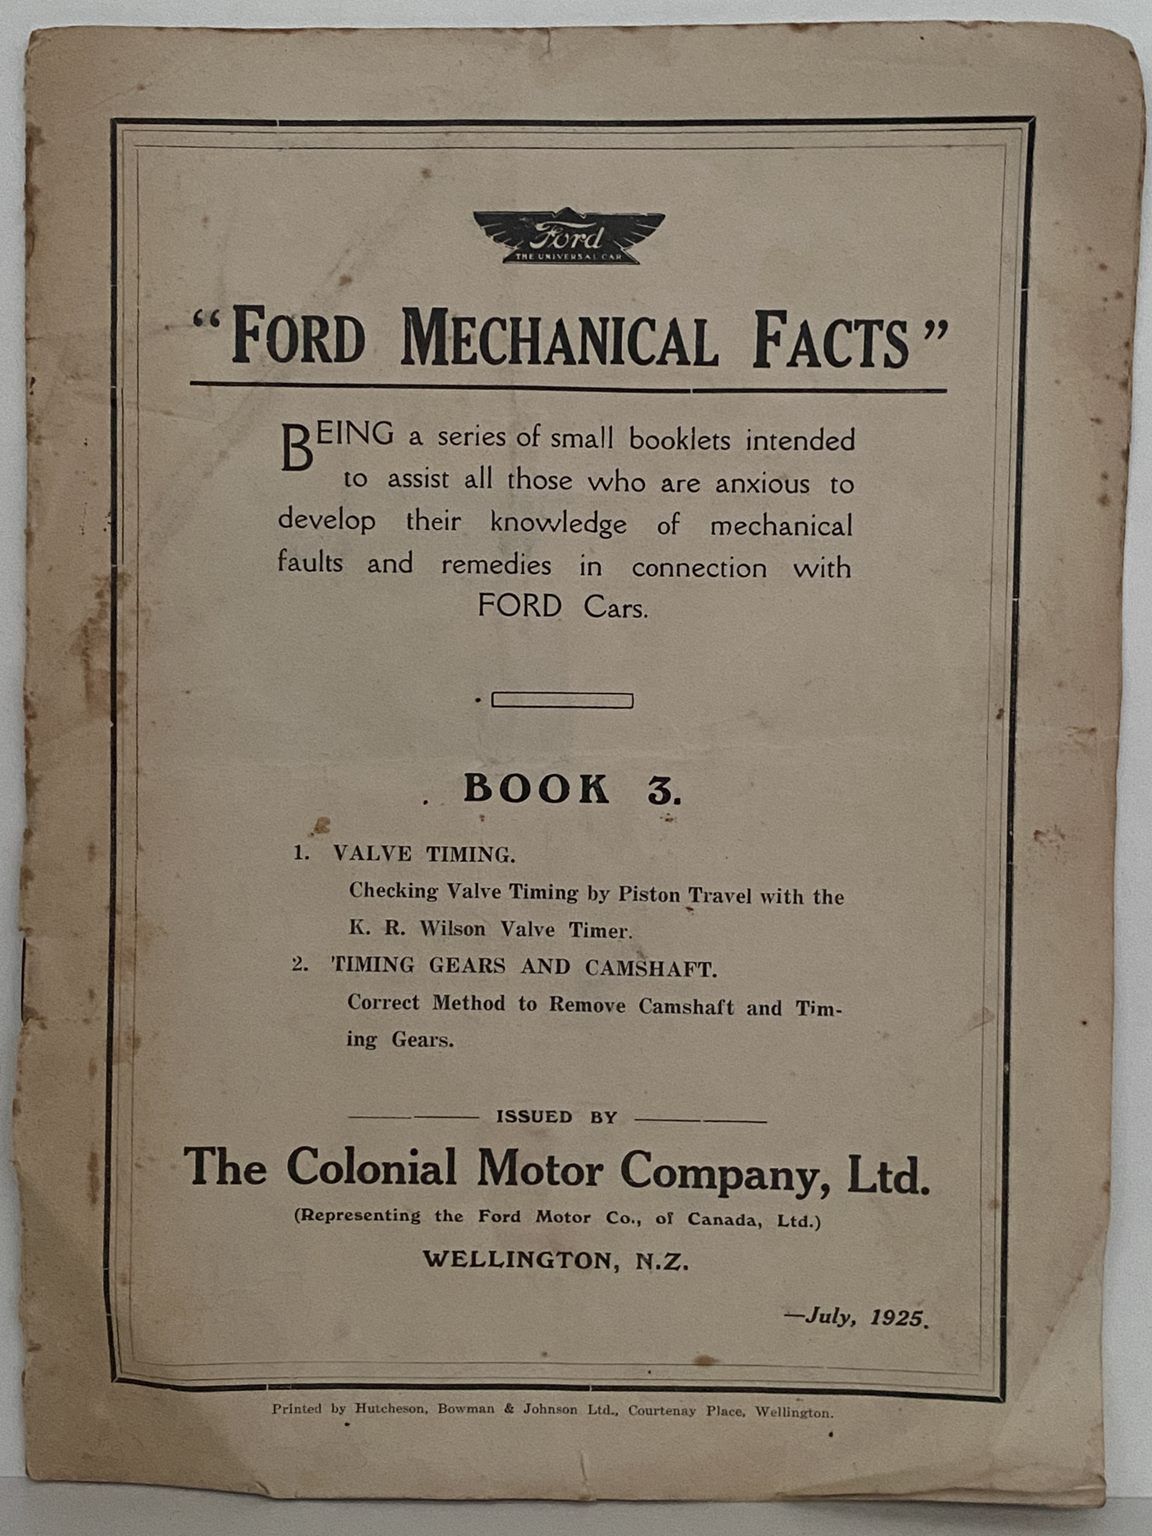 Ford
THE UNIVERSAL CAR
"FORD MECHANICAL FACTS"
BEING a series of small booklets intended
to assist all those who are anxious to
develop their knowledge of mechanical
faults and remedies in connection with
FORD Cars.
BOOK 3.
1. VALVE TIMING.
Checking Valve Timing by Piston Travel with the
K. R. Wilson Valve Timer.
2. TIMING GEARS AND CAMSHAFT.
Correct Method to Remove Camshaft and Tim-
ing Gears.
ISSUED BY
The Colonial Motor Company, Ltd.
(Representing the Ford Motor Co., of Canada, Ltd.)
WELLINGTON, N.Z.
—July, 1925.
Printed by Hutcheson, Bowman & Johnson Ltd., Courtenay Place, Wellington.